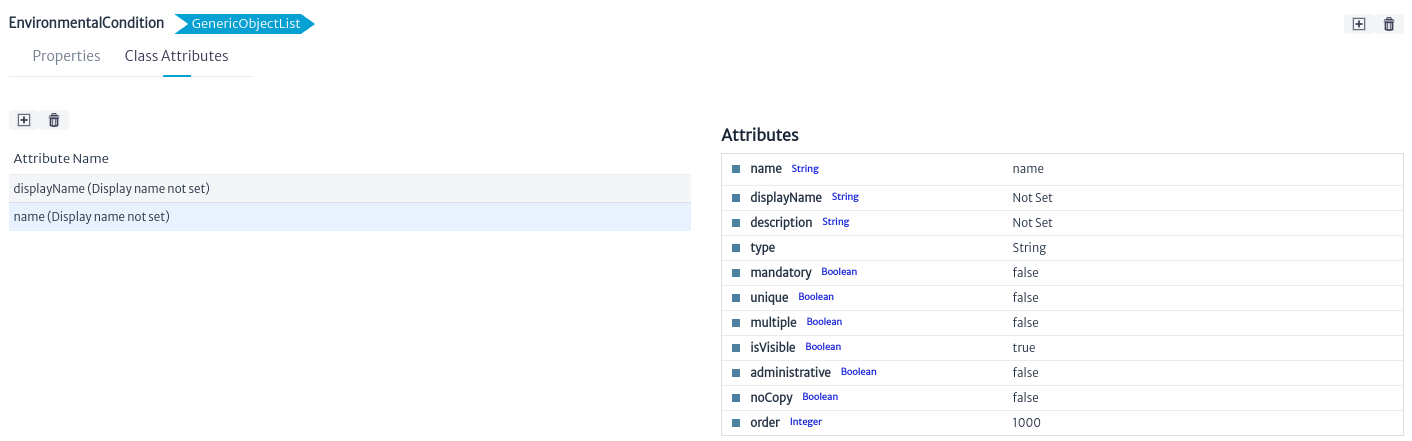 EnvironmentalCondition GenericObjectList
Properties Class Attributes
Attribute Name
displayName (Display name not set)
name (Display name not set)
Attributes
name String name
displayName String Not Set
description String Not Set
type String
mandatory Boolean false
unique Boolean false
multiple Boolean false
isVisible Boolean true
administrative Boolean false
noCopy Boolean false
order Integer 1000